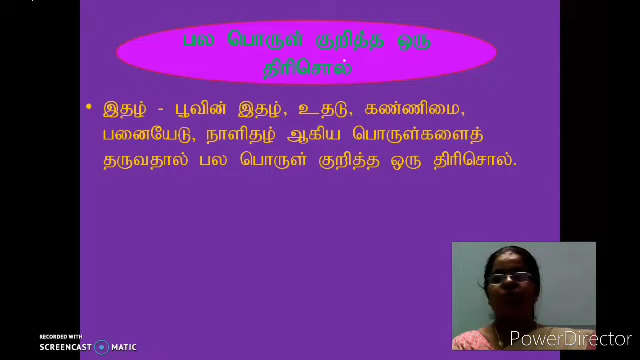 பல பொருள் குறித்த ஒரு
திரிசொல்
• இதழ் - பூவின் இதழ், உதடு, கண்ணிமை,
பனையேடு, நாளிதழ் ஆகிய பொருள்களைத்
தருவதால் பல பொருள் குறித்த ஒரு திரிசொல்.
PowerDirector
RECORDED WITH
SCREENCAST MATIC